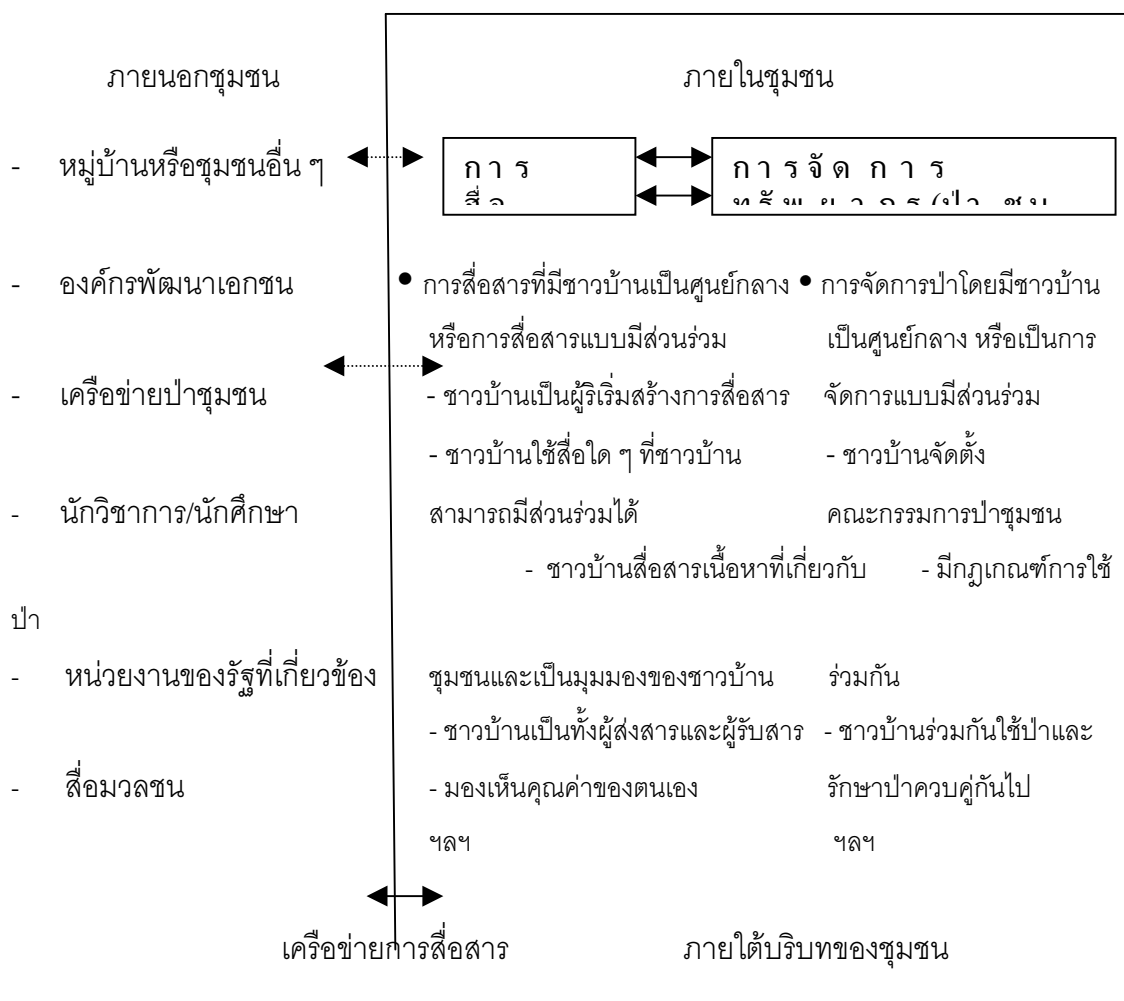 ภายนอกชุมชน ภายในชุมชน
- หมู่บ้านหรือชุมชนอื่น ๆ
ก า ร
สื่ อ
ก า ร จั ด ก า ร
ท รั พ ย า ก ร (ป่า ชุม
- องค์กรพัฒนาเอกชน • การสื่อสารที่มีชาวบ้านเป็นศูนย์กลาง • การจัดการป่าโดยมีชาวบ้าน
หรือการสื่อสารแบบมีส่วนร่วม เป็นศูนย์กลาง หรือเป็นการ
- เครือข่ายป่าชุมชน - ชาวบ้านเป็นผู้ริเริ่มสร้างการสื่อสาร จัดการแบบมีส่วนร่วม
- ชาวบ้านใช้สื่อใด ๆ ที่ชาวบ้าน - ชาวบ้านจัดตั้ง
- นักวิชาการ/นักศึกษา สามารถมีส่วนร่วมได้ คณะกรรมการป่าชุมชน
- ชาวบ้านสื่อสารเนื้อหาที่เกี่ยวกับ - มีกฎเกณฑ์การใช้
ป่า
- หน่วยงานของรัฐที่เกี่ยวข้อง ชุมชนและเป็นมุมมองของชาวบ้าน ร่วมกัน
- ชาวบ้านเป็นทั้งผู้ส่งสารและผู้รับสาร - ชาวบ้านร่วมกันใช้ป่าและ
- สื่อมวลชน - มองเห็นคุณค่าของตนเอง รักษาป่าควบคู่กันไป
ฯลฯ ฯลฯ
เครือข่ายการสื่อสาร ภายใต้บริบทของชุมชน